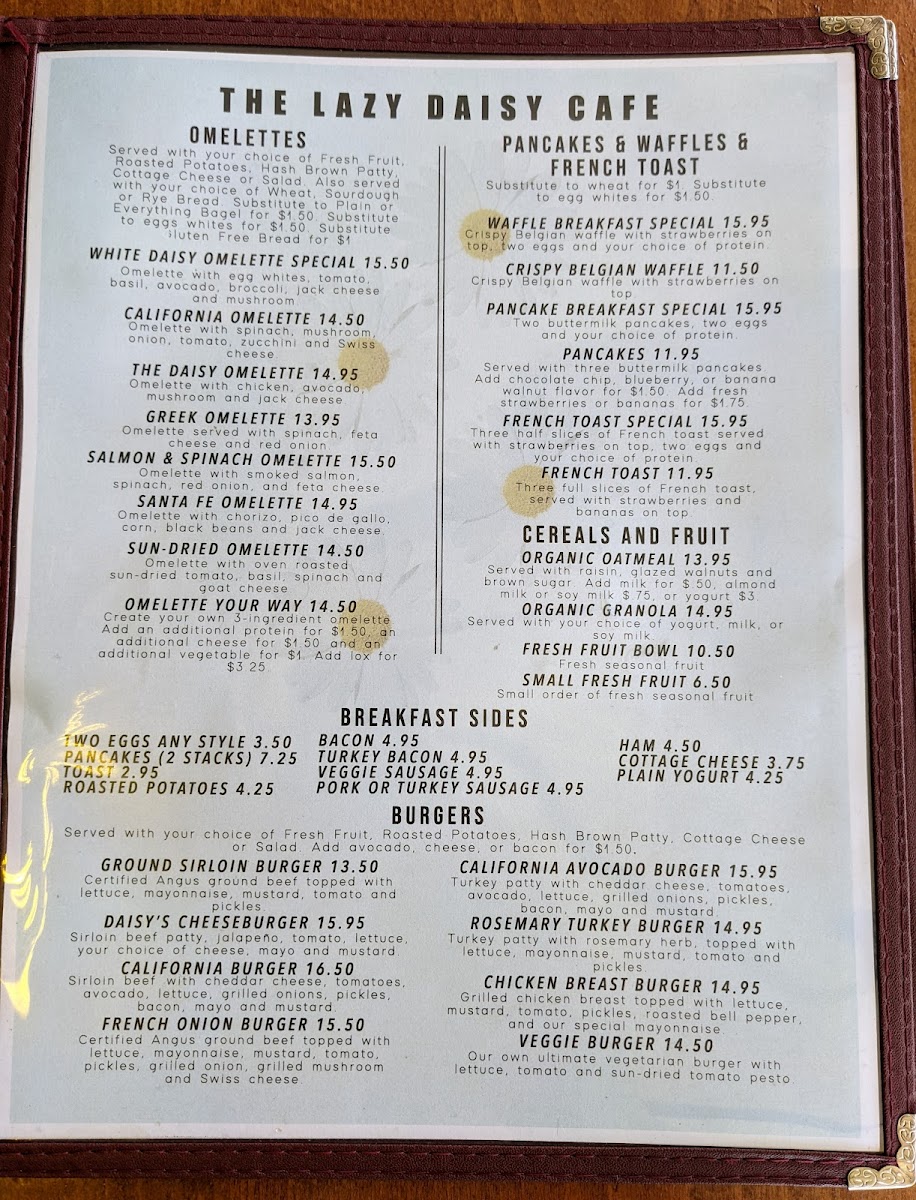 THE LAZY DAISY CAFE
OMELETTES
Served with your choice of Fresh Fruit,
Roasted Potatoes, Hash Brown Patty,
Cottage Cheese or Salad. Also served
with your choice of Wheat, Sourdough
or Rye Bread. Substitute to Plain or
Everything Bagel for $1.50. Substitute
to eggs whites for $1.50. Substitute
Gluten Free Bread for $1
WHITE DAISY OMELETTE SPECIAL 15.50
Omelette with egg whites, tomato,
basil, avocado, broccoli, jack cheese
and mushroom.
CALIFORNIA OMELETTE 14.50
Omelette with spinach, mushroom,
onion, tomato, zucchini and Swiss
cheese.
THE DAISY OMELETTE 14.95
Omelette with chicken, avocado,
mushroom and jack cheese.
GREEK OMELETTE 13.95
Omelette served with spinach, feta
cheese and red onion.
SALMON & SPINACH OMELETTE 15.50
Omelette with smoked salmon,
spinach, red onion, and feta cheese.
SANTA FE OMELETTE 14.95
Omelette with chorizo, pico de gallo,
corn, black beans and jack cheese.
SUN-DRIED OMELETTE 14.50
Omelette with oven roasted
sun-dried tomato, basil, spinach and
goat cheese
OMELETTE YOUR WAY 14.50
Create your own 3-ingredient omelette.
Add an additional protein for $1.50, an
additional cheese for $1.50 and an
additional vegetable for $1. Add lox for
$3.25.
PANCAKES & WAFFLES &
FRENCH TOAST
Substitute to wheat for $1. Substitute
to egg whites for $1.50.
WAFFLE BREAKFAST SPECIAL 15.95
Crispy Belgian waffle with strawberries on
top, two eggs and your choice of protein.
CRISPY BELGIAN WAFFLE 11.50
Crispy Belgian waffle with strawberries on
top.
PANCAKE BREAKFAST SPECIAL 15.95
Two buttermilk pancakes, two eggs
and your choice of protein.
PANCAKES 11.95
Served with three buttermilk pancakes.
Add chocolate chip, blueberry, or banana
walnut flavor for $1.50. Add fresh
strawberries or bananas for $1.75.
FRENCH TOAST SPECIAL 15.95
Three half slices of French toast served
with strawberries on top, two eggs and
your choice of protein.
FRENCH TOAST 11.95
Three full slices of French toast,
served with strawberries and
bananas on top.
CEREALS AND FRUIT
ORGANIC OATMEAL 13.95
Served with raisin, glazed walnuts and
brown sugar. Add milk for $.50, almond
milk or soy milk $.75, or yogurt $3.
ORGANIC GRANOLA 14.95
Served with your choice of yogurt, milk, or
soy milk.
FRESH FRUIT BOWL 10.50
Fresh seasonal fruit
SMALL FRESH FRUIT 6.50
Small order of fresh seasonal fruit
BREAKFAST SIDES
TWO EGGS ANY STYLE 3.50
PANCAKES (2 STACKS) 7.25
TOAST 2.95
ROASTED POTATOES 4.25
BACON 4.95
TURKEY BACON 4.95
VEGGIE SAUSAGE 4.95
PORK OR TURKEY SAUSAGE 4.95
HAM 4.50
COTTAGE CHEESE 3.75
PLAIN YOGURT 4.25
BURGERS
Served with your choice of Fresh Fruit, Roasted Potatoes, Hash Brown Patty, Cottage Cheese
or Salad. Add avocado, cheese, or bacon for $1.50.
GROUND SIRLOIN BURGER 13.50
Certified Angus ground beef topped with
lettuce, mayonnaise, mustard, tomato and
pickles.
DAISY'S CHEESEBURGER 15.95
Sirloin beef patty, jalapeño, tomato, lettuce,
your choice of cheese, mayo and mustard.
CALIFORNIA BURGER 16.50
Sirloin beef with cheddar cheese, tomatoes,
avocado, lettuce, grilled onions, pickles,
bacon, mayo and mustard.
FRENCH ONION BURGER 15.50
Certified Angus ground beef topped with
lettuce, mayonnaise, mustard, tomato,
pickles, grilled onion, grilled mushroom
and Swiss cheese.
CALIFORNIA AVOCADO BURGER 15.95
Turkey patty with cheddar cheese, tomatoes,
avocado, lettuce, grilled onions, pickles,
bacon, mayo and mustard.
ROSEMARY TURKEY BURGER 14.95
Turkey patty with rosemary herb, topped with
lettuce, mayonnaise, mustard, tomato and
pickles.
CHICKEN BREAST BURGER 14.95
Grilled chicken breast topped with lettuce,
mustard, tomato, pickles, roasted bell pepper,
and our special mayonnaise.
VEGGIE BURGER 14.50
Our own ultimate vegetarian burger with
lettuce, tomato and sun-dried tomato pesto.